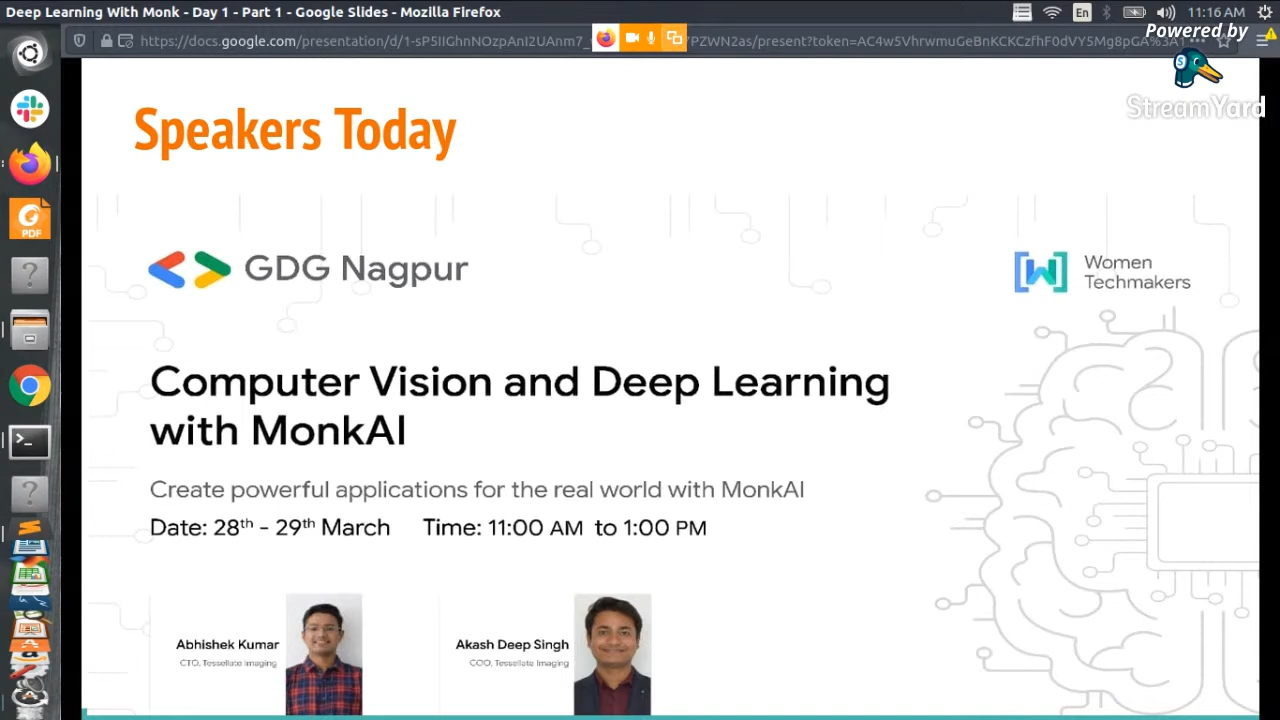 Deep Learning With Monk - Day 1 - Part 1 - Google Slides - Mozilla Firefox
En
11:16 AM
Powered by
StreamYard
Speakers Today
GDG Nagpur
Women
Techmakers
Computer Vision and Deep Learning
with MonkAI
Create powerful applications for the real world with MonkAI
Date: 28th - 29th March Time: 11:00 AM to 1:00 PM
Abhishek Kumar
CTO, Tessellate Imaging
Akash Deep Singh
COO, Tessellate Imaging
PDF